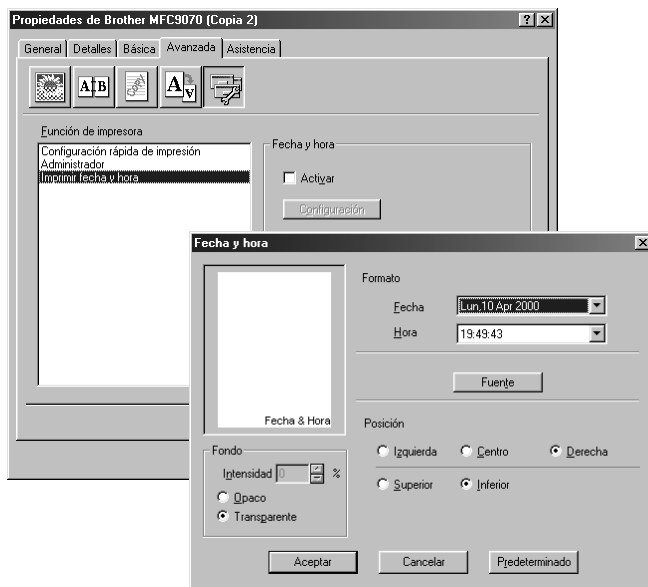 Propiedades de Brother MFC9070 (Copia 2)
General Detalles Básica Avanzada Asistencia
A B Copy A V
Función de impresora
Configuración rápida de impresión
Administrador
Imprimir fecha y hora
Fecha y hora
Activar
Configuración
Fecha y hora
Fecha & Hora
Formato
Fecha Lun,10 Apr 2000
Hora 19:49:43
Fuente
Posición
Izquierda Centro Derecha
Superior Inferior
Fondo
Intensidad 0 %
Opaco
Transparente
Aceptar Cancelar Predeterminado